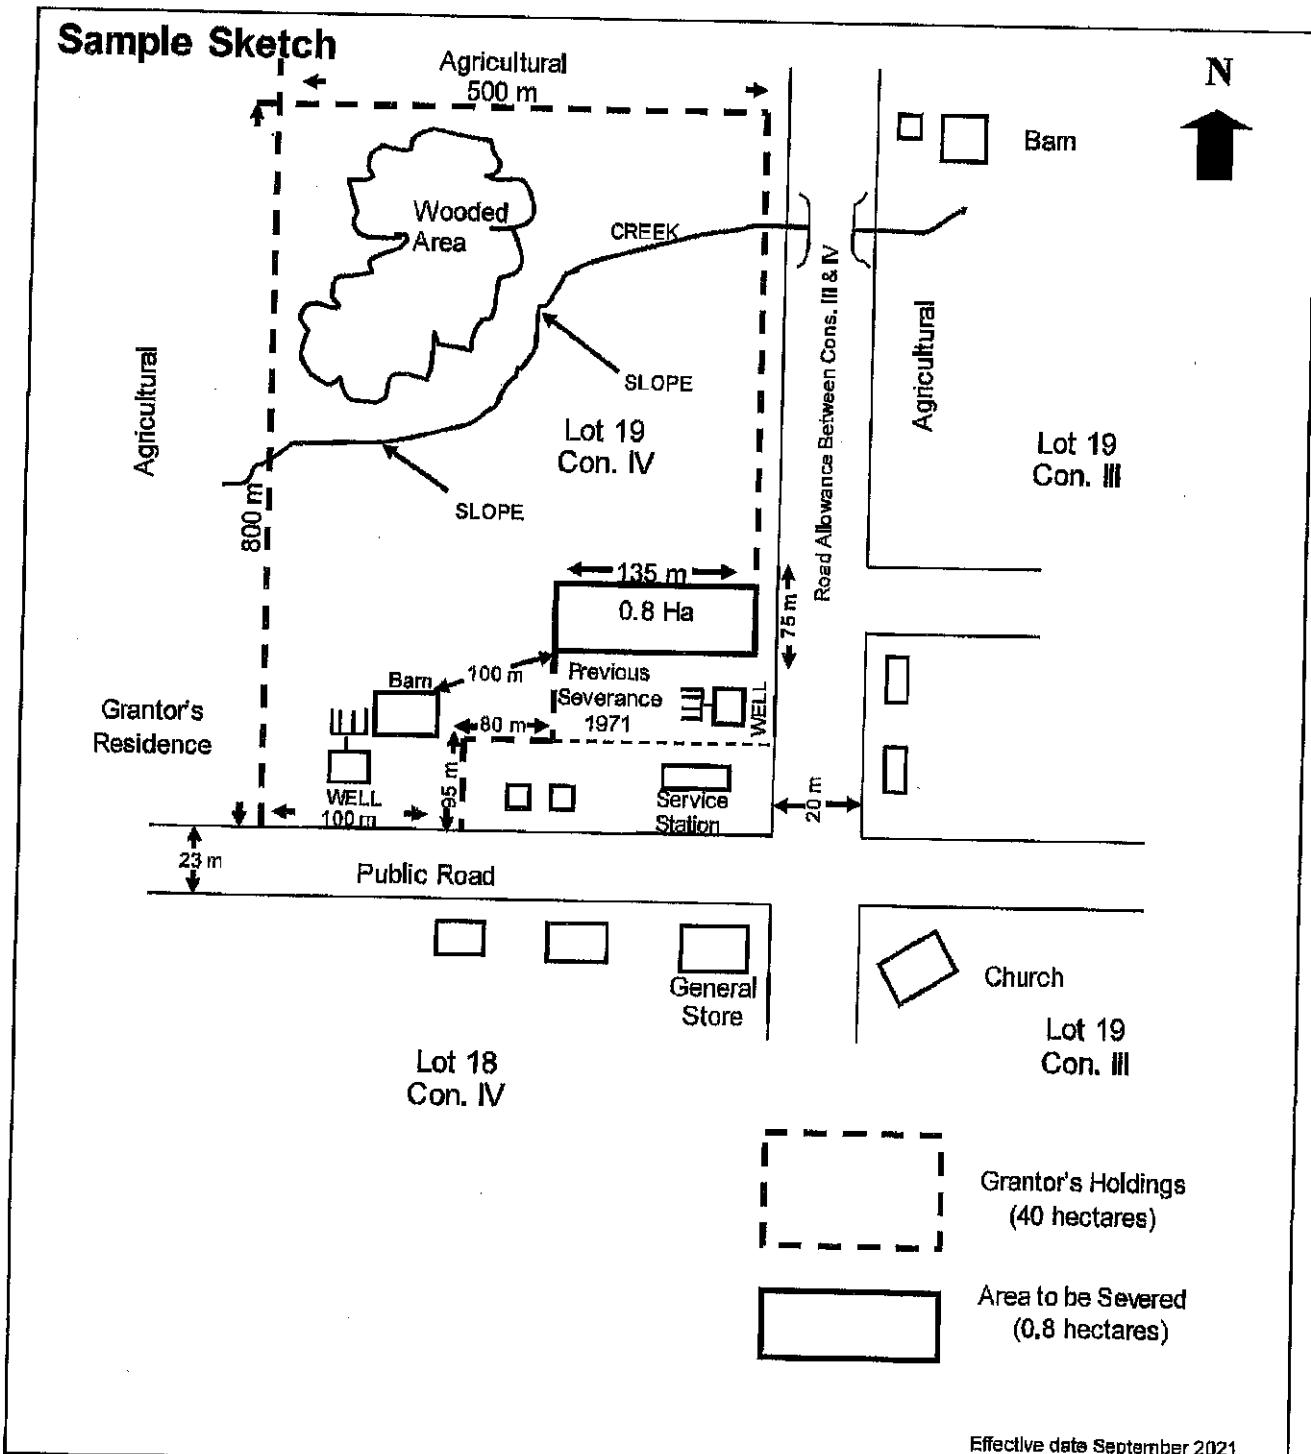 Sample Sketch
Agricultural
500 m
N
Barn
Wooded
Area
CREEK
Road Allowance Between Cons. III & IV
Agricultural
Agricultural
SLOPE
Lot 19
Con. IV
Lot 19
Con. III
SLOPE
800 m
135 m
0.8 Ha
75 m
100 m
Previous
Severance
1971
Barn
WELL
Grantor's
Residence
80 m
95 m
WELL
100 m
Service
Station
20 m
23 m
Public Road
General
Store
Church
Lot 19
Con. III
Lot 18
Con. IV
Grantor's Holdings
(40 hectares)
Area to be Severed
(0.8 hectares)
Effective date September 2021